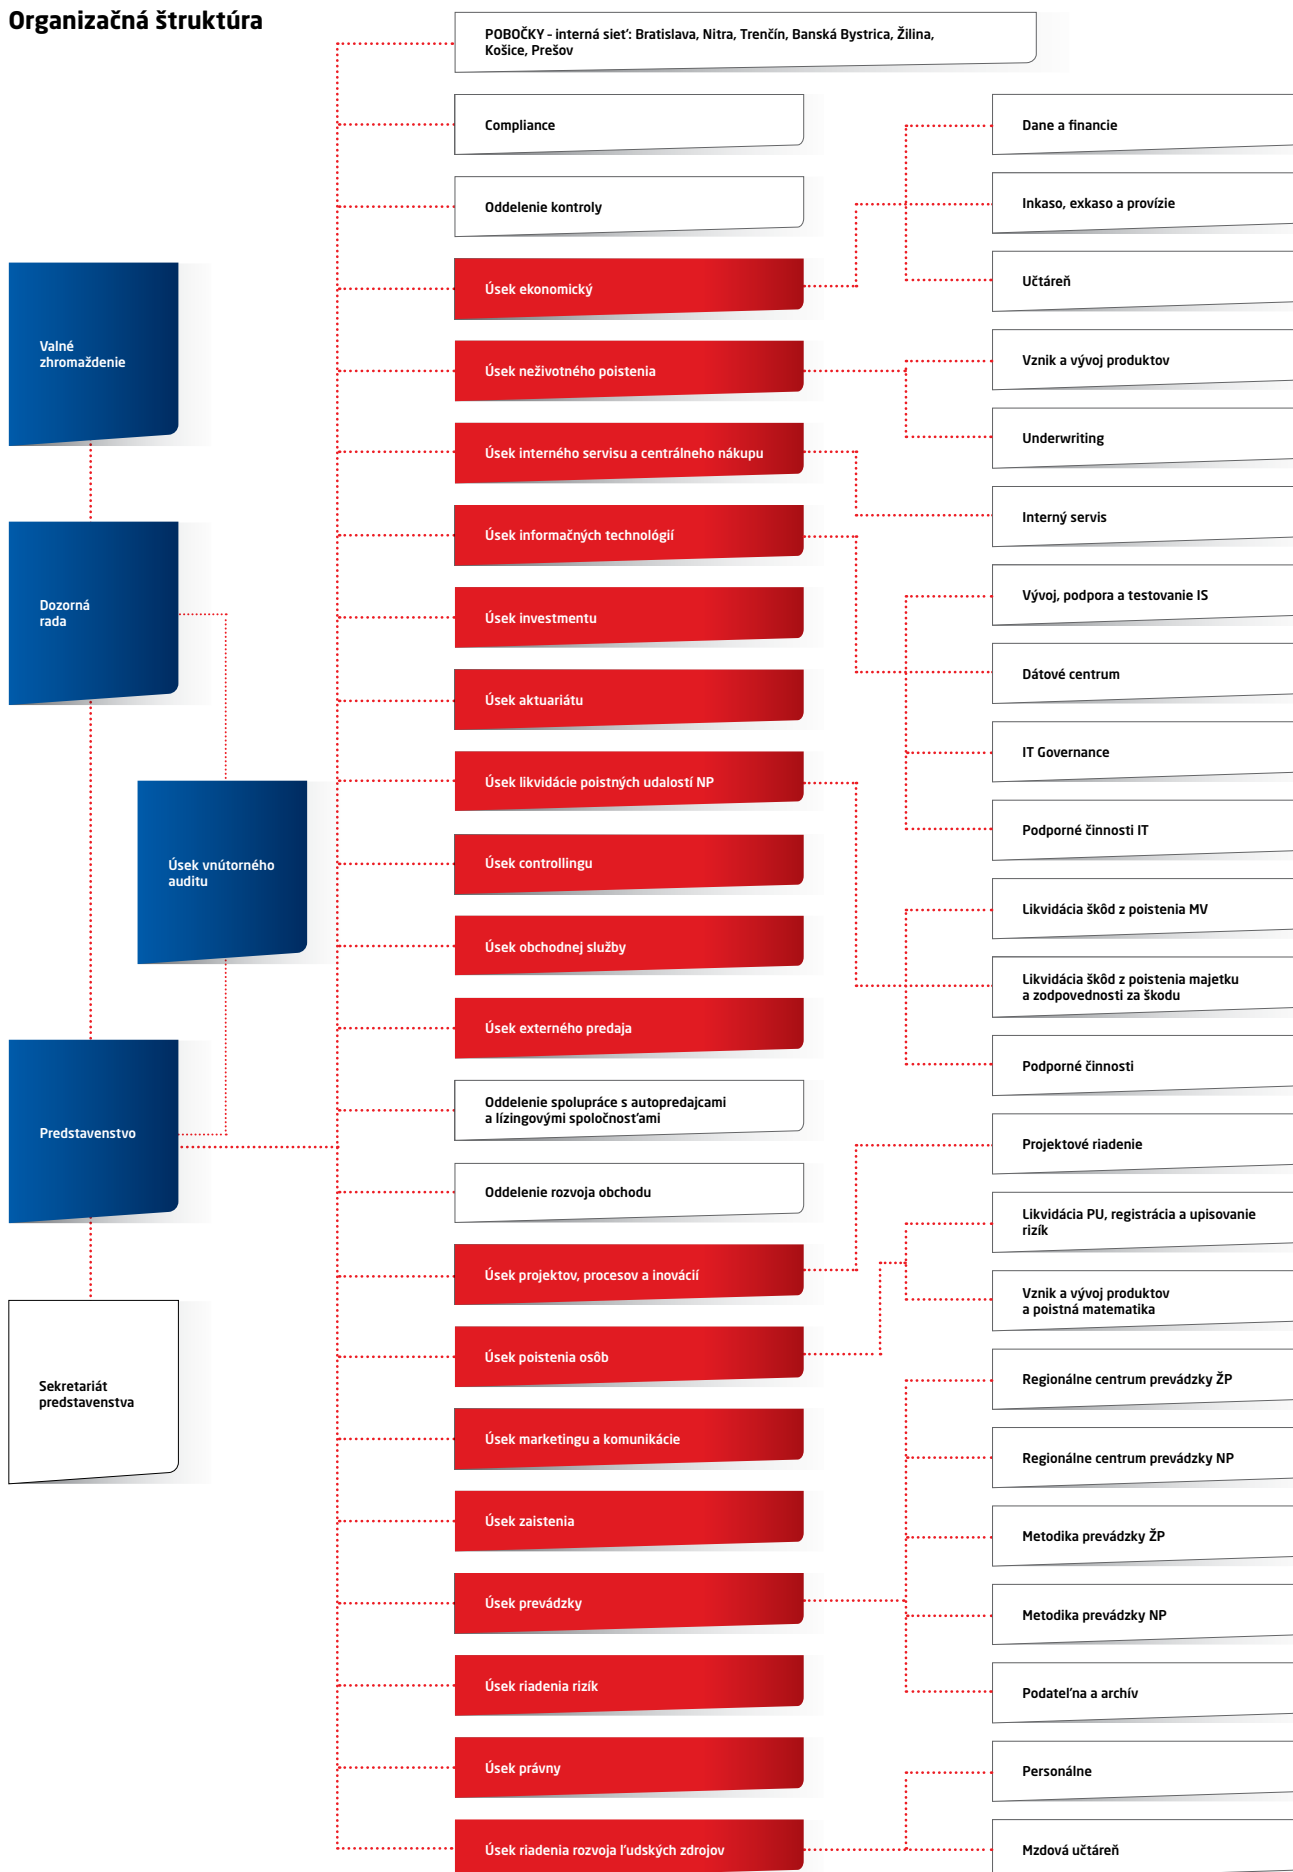 Organizačná štruktúra
Valné
zhromaždenie
Dozorná
rada
Úsek vnútorného
auditu
Predstavenstvo
Sekretariát
predstavenstva
POBOČKY – interná sieť: Bratislava, Nitra, Trenčín, Banská Bystrica, Žilina,
Košice, Prešov
Compliance
Oddelenie kontroly
Úsek ekonomický
Úsek neživotného poistenia
Úsek interného servisu a centrálneho nákupu
Úsek informačných technológií
Úsek investmentu
Úsek aktuariátu
Úsek likvidácie poistných udalostí NP
Úsek controllingu
Úsek obchodnej služby
Úsek externého predaja
Oddelenie spolupráce s autopredajcami
a lízingovými spoločnosťami
Oddelenie rozvoja obchodu
Úsek projektov, procesov a inovácií
Úsek poistenia osôb
Úsek marketingu a komunikácie
Úsek zaistenia
Úsek prevádzky
Úsek riadenia rizík
Úsek právny
Úsek riadenia rozvoja ľudských zdrojov
Dane a financie
Inkaso, exkaso a provízie
Učtáreň
Vznik a vývoj produktov
Underwriting
Interný servis
Vývoj, podpora a testovanie IS
Dátové centrum
IT Governance
Podporné činnosti IT
Likvidácia škôd z poistenia MV
Likvidácia škôd z poistenia majetku
a zodpovednosti za škodu
Podporné činnosti
Projektové riadenie
Likvidácia PU, registrácia a upisovanie
rizík
Vznik a vývoj produktov
a poistná matematika
Regionálne centrum prevádzky ŽP
Regionálne centrum prevádzky NP
Metodika prevádzky ŽP
Metodika prevádzky NP
Podateľna a archív
Personálne
Mzdová učtáreň